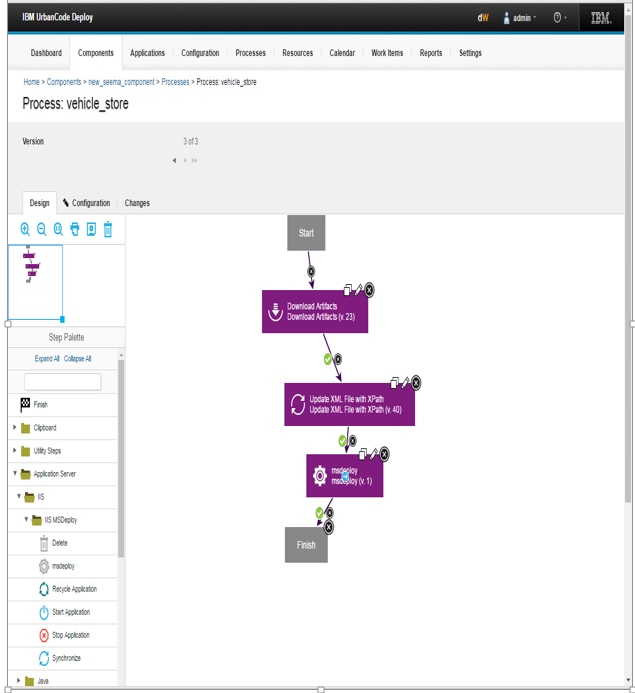 IBM UrbanCode Deploy dW admin IBM
Dashboard Components Applications Configuration Processes Resources Calendar Work Items Reports Settings
Home > Components > new_seema_component > Processes > Process: vehicle_store
Process: vehicle_store
Version 3 of 3
Design Configuration Changes
Start
Download Artifacts
Download Artifacts (v. 23)
Step Palette
Expand All Collapse All
Update XML File with XPath
Update XML File with XPath (v. 40)
Finish
Clipboard
Utility Steps
Application Server
IIS
IIS MSDeploy
Delete
msdeploy
Recycle Application
Start Application
Stop Application
Synchronize
Java
msdeploy
msdeploy (v. 1)
Finish